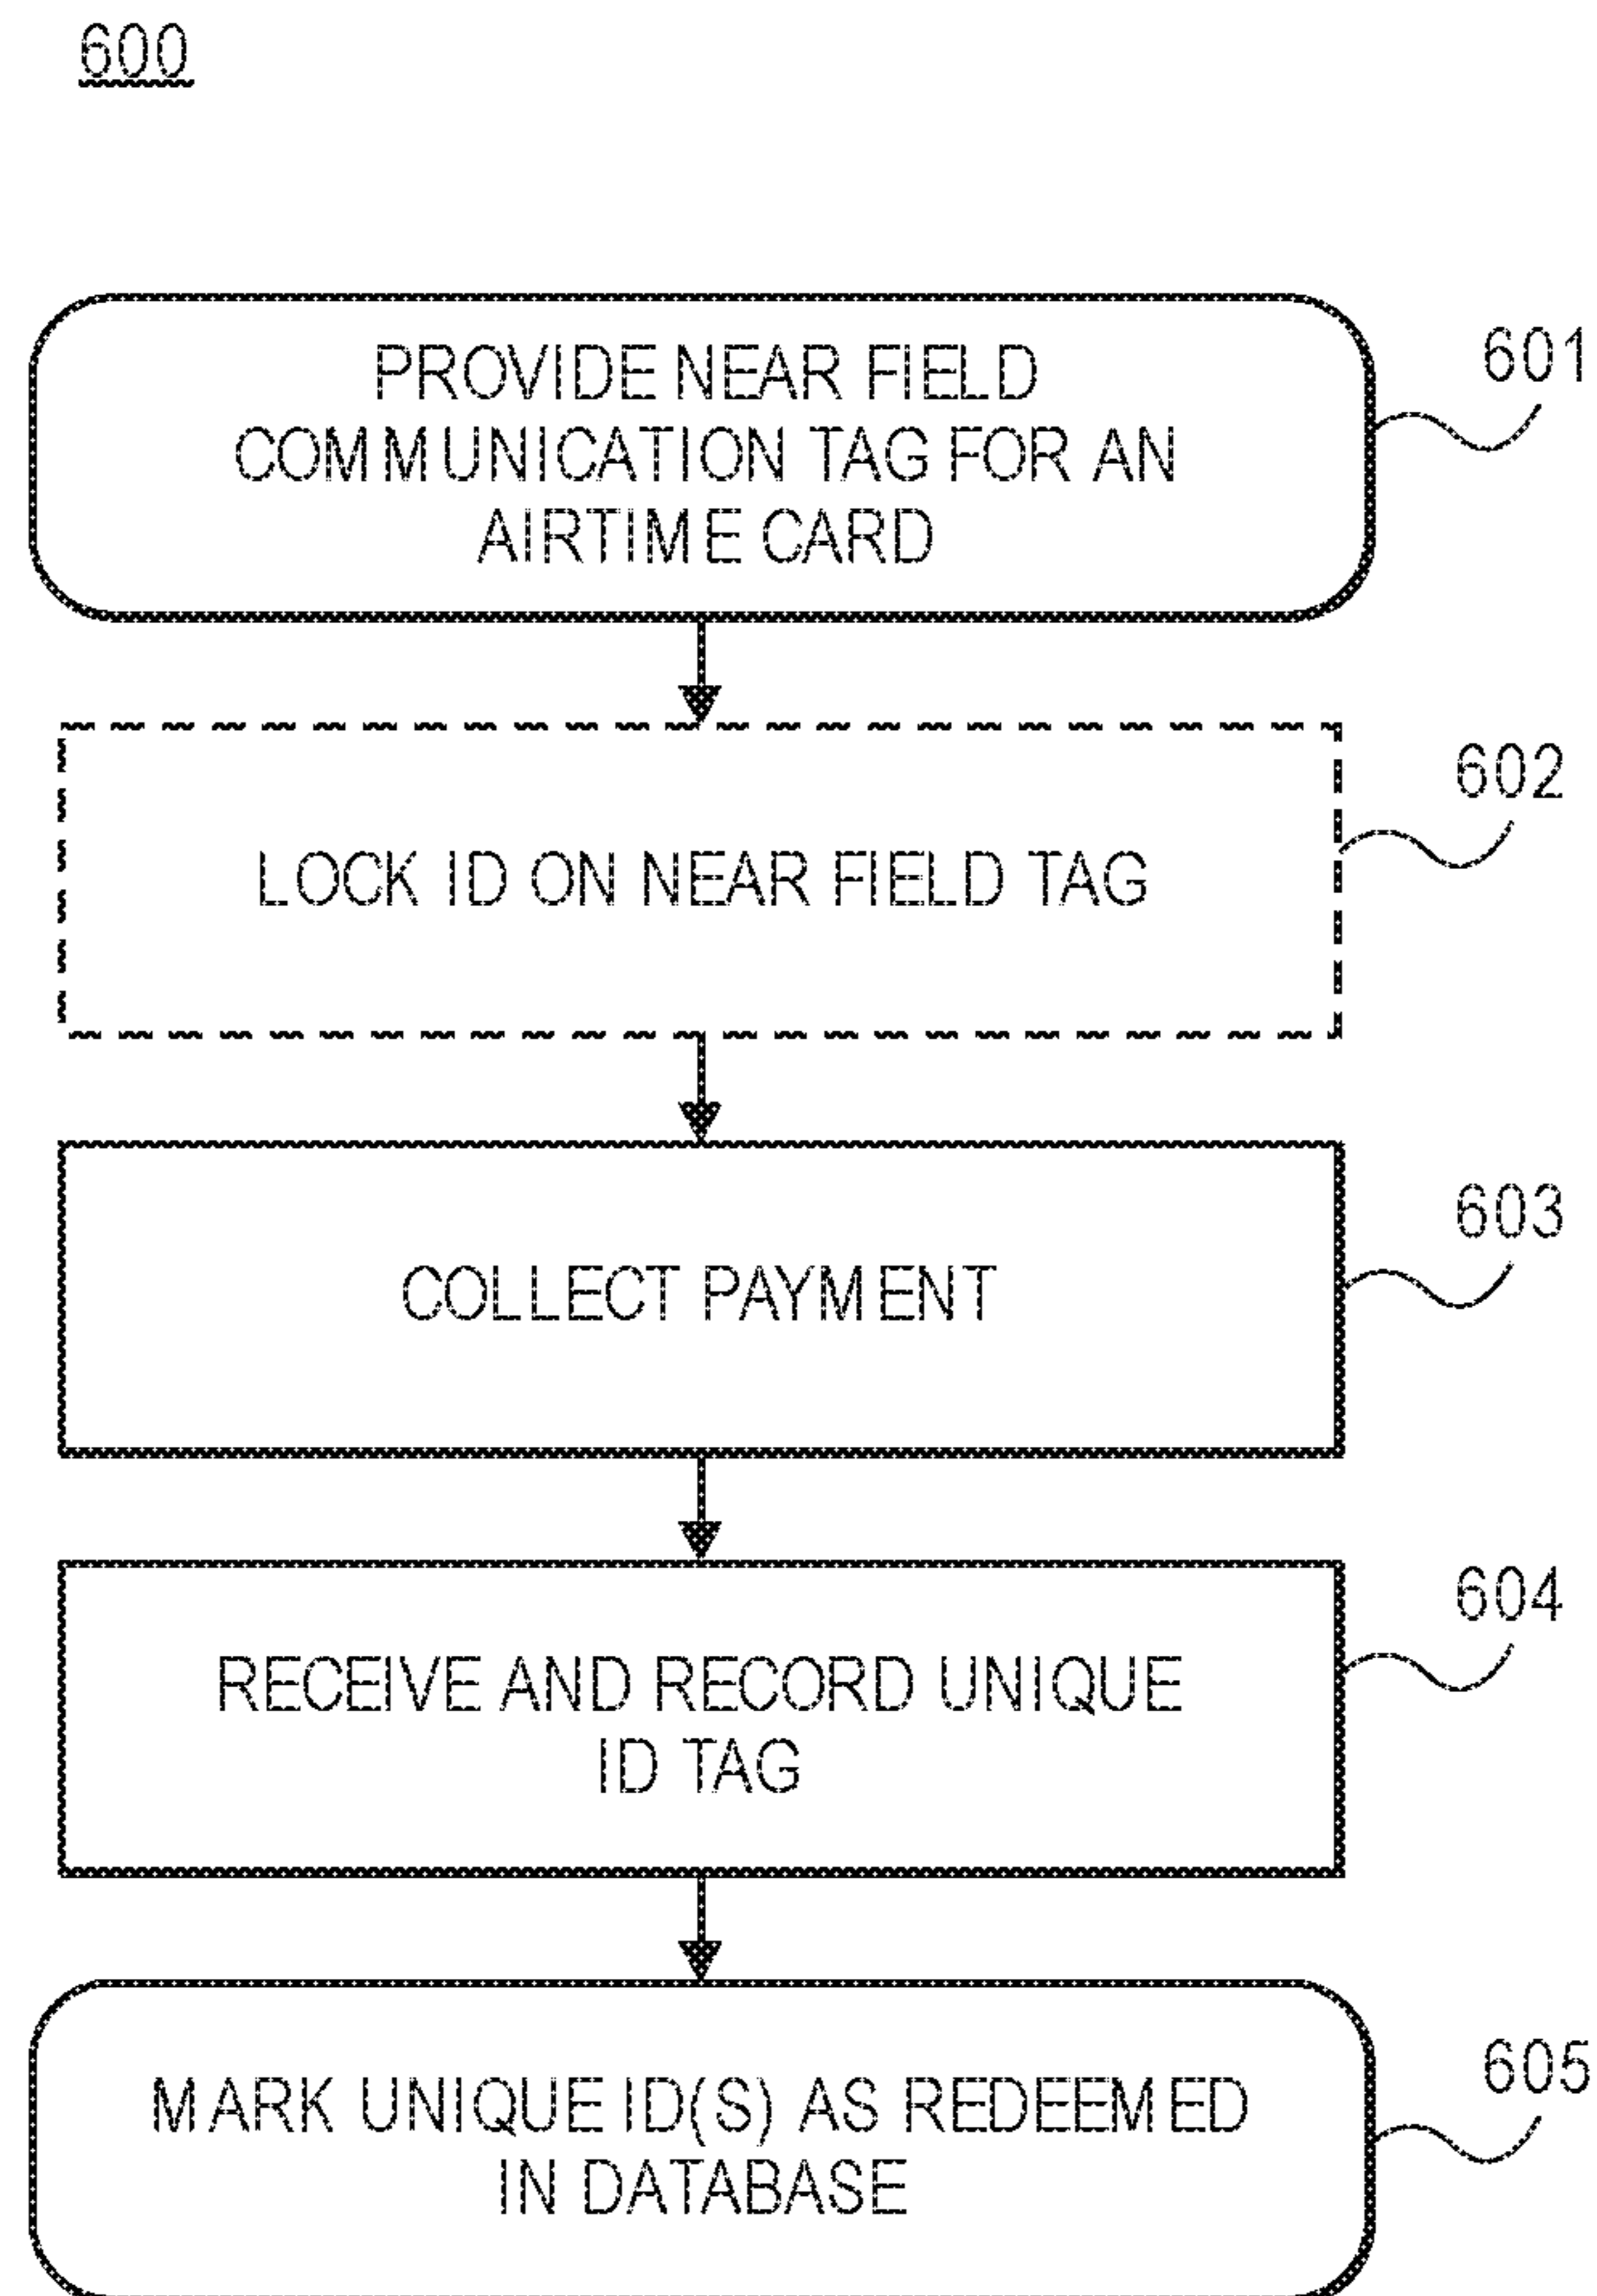 600
PROVIDE NEAR FIELD
COMMUNICATION TAG FOR AN
AIRTIME CARD
601
LOCK ID ON NEAR FIELD TAG
602
COLLECT PAYMENT
603
RECEIVE AND RECORD UNIQUE
ID TAG
604
MARK UNIQUE ID(S) AS REDEEMED
IN DATABASE
605